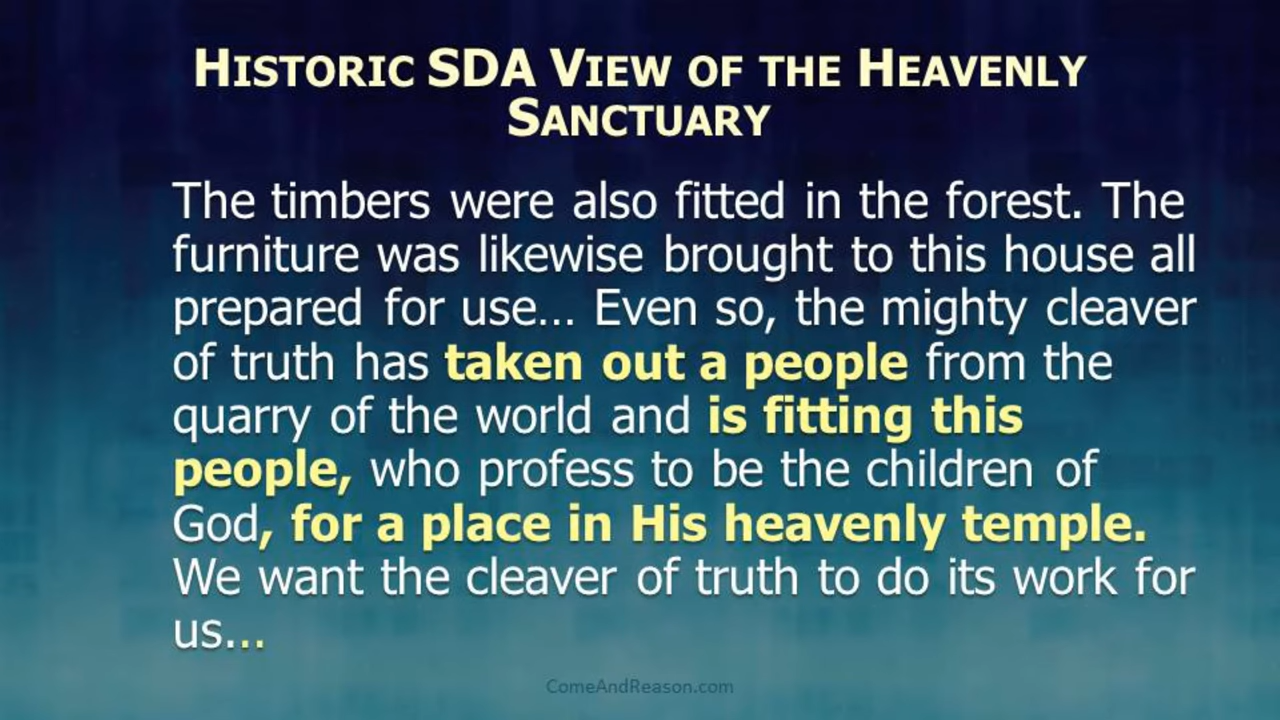 HISTORIC SDA VIEW OF THE HEAVENLY
SANCTUARY
The timbers were also fitted in the forest. The
furniture was likewise brought to this house all
prepared for use... Even so, the mighty cleaver
of truth has taken out a people from the
quarry of the world and is fitting this
people, who profess to be the children of
God, for a place in His heavenly temple.
We want the cleaver of truth to do its work for
us...
ComeAndReason.com